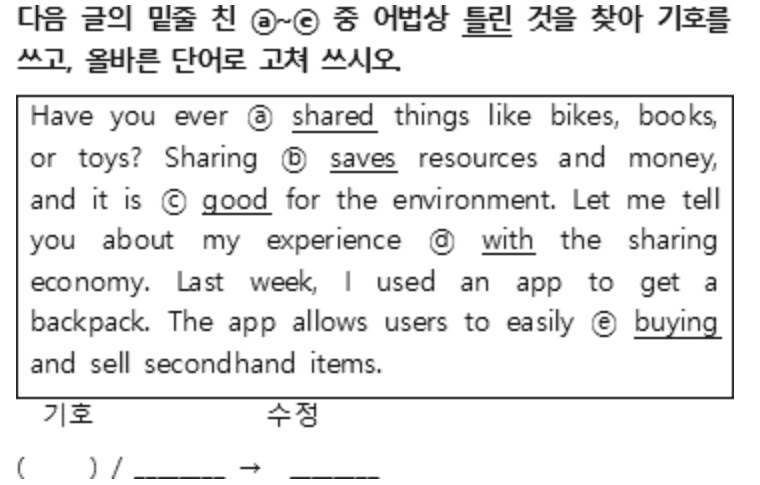 다음 글의 밑줄 친 ⓐ~ⓔ 중 어법상 틀린 것을 찾아 기호를
쓰고, 올바른 단어로 고쳐 쓰시오.
Have you ever ⓐ shared things like bikes, books,
or toys? Sharing ⓑ saves resources and money,
and it is ⓒ good for the environment. Let me tell
you about my experience ⓓ with the sharing
economy. Last week, I used an app to get a
backpack. The app allows users to easily ⓔ buying
and sell secondhand items.
기호 수정
( ) / ________ → ________